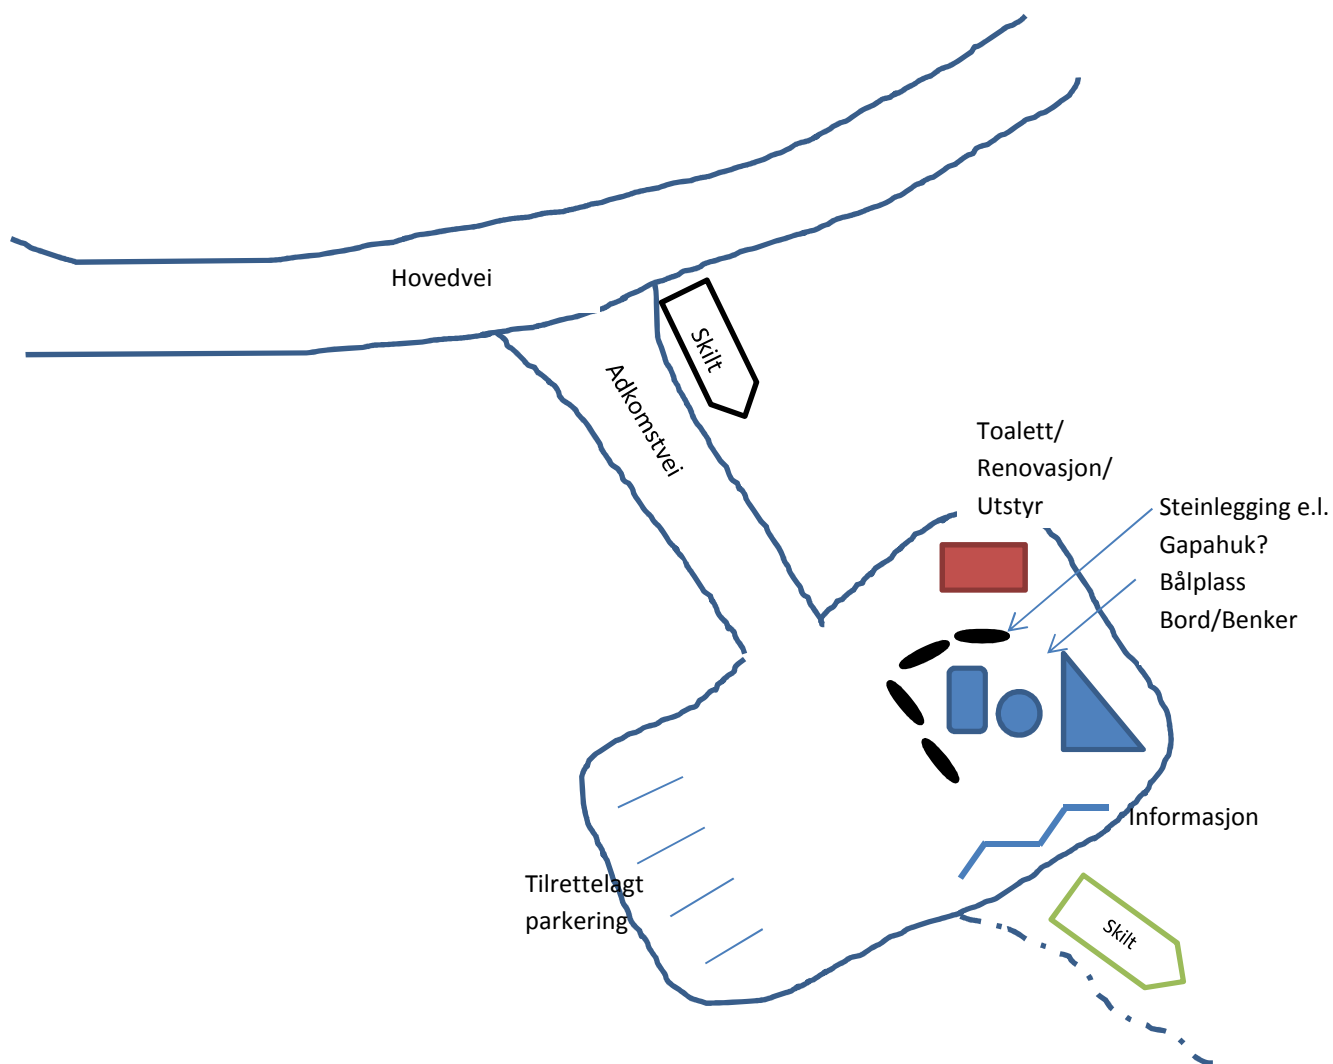 Hovedvei
Skilt
Adkomstvei
Toalett/
Renovasjon/
Utstyr
Steinlegging e.l.
Gapahuk?
Bålplass
Bord/Benker
Informasjon
Tilrettelagt
parkering
Skilt